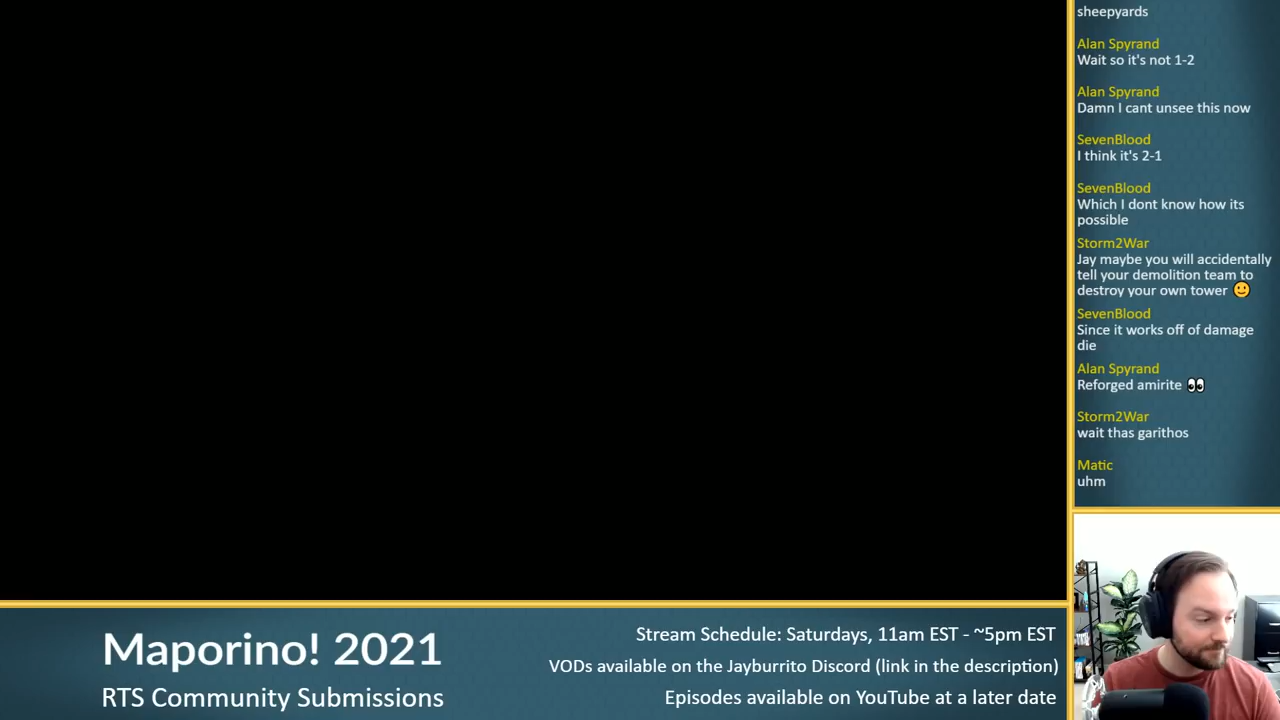 sheepyards
Alan Spyrand
Wait so it's not 1-2
Alan Spyrand
Damn I cant unsee this now
SevenBlood
I think it's 2-1
SevenBlood
Which I dont know how its
possible
Storm2War
Jay maybe you will accidentally
tell your demolition team to
destroy your own tower 🙂
SevenBlood
Since it works off of damage
die
Alan Spyrand
Reforged amirite 👀
Storm2War
wait thas garithos
Matic
uhm
Maporino! 2021
RTS Community Submissions
Stream Schedule: Saturdays, 11am EST - ~5pm EST
VODs available on the Jayburrito Discord (link in the description)
Episodes available on YouTube at a later date